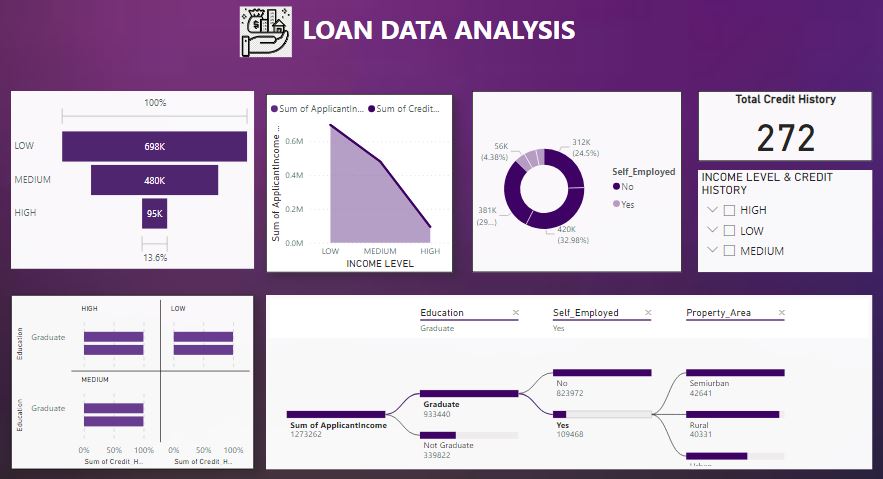 LOAN DATA ANALYSIS
100%
LOW
698K
MEDIUM
480K
HIGH
95K
13.6%
Sum of ApplicantIn... Sum of Credit...
Sum of ApplicantIncome ...
0.6M
0.4M
0.2M
0.0M
LOW MEDIUM HIGH
INCOME LEVEL
56K
(4.38%)
312K
(24.5%)
381K
(29...)
420K
(32.98%)
Self_Employed
No
Yes
Total Credit History
272
INCOME LEVEL & CREDIT
HISTORY
HIGH
LOW
MEDIUM
HIGH LOW
Education
Graduate
MEDIUM
Education
Graduate
0% 50% 100% 0% 50% 100%
Sum of Credit_H... Sum of Credit_H...
Education Self_Employed Property_Area
Graduate Yes
Sum of ApplicantIncome
1273262
Graduate
933440
Not Graduate
339822
No
823972
Yes
109468
Semiurban
42641
Rural
40331